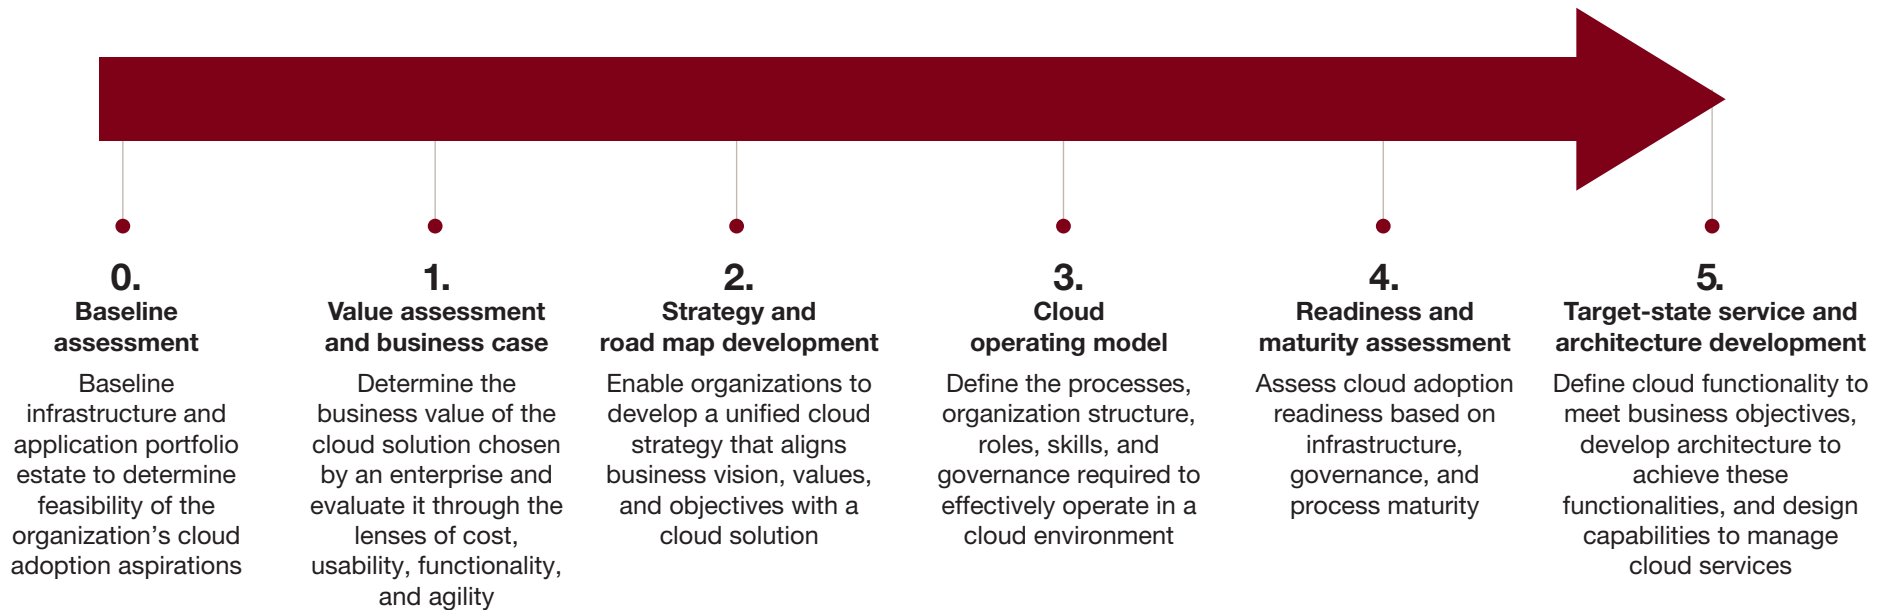 0.
Baseline
assessment
Baseline
infrastructure and
application portfolio
estate to determine
feasibility of the
organization’s cloud
adoption aspirations
1.
Value assessment
and business case
Determine the
business value of the
cloud solution chosen
by an enterprise and
evaluate it through the
lenses of cost,
usability, functionality,
and agility
2.
Strategy and
road map development
Enable organizations to
develop a unified cloud
strategy that aligns
business vision, values,
and objectives with a
cloud solution
3.
Cloud
operating model
Define the processes,
organization structure,
roles, skills, and
governance required to
effectively operate in a
cloud environment
4.
Readiness and
maturity assessment
Assess cloud adoption
readiness based on
infrastructure,
governance, and
process maturity
5.
Target-state service and
architecture development
Define cloud functionality to
meet business objectives,
develop architecture to
achieve these
functionalities, and design
capabilities to manage
cloud services